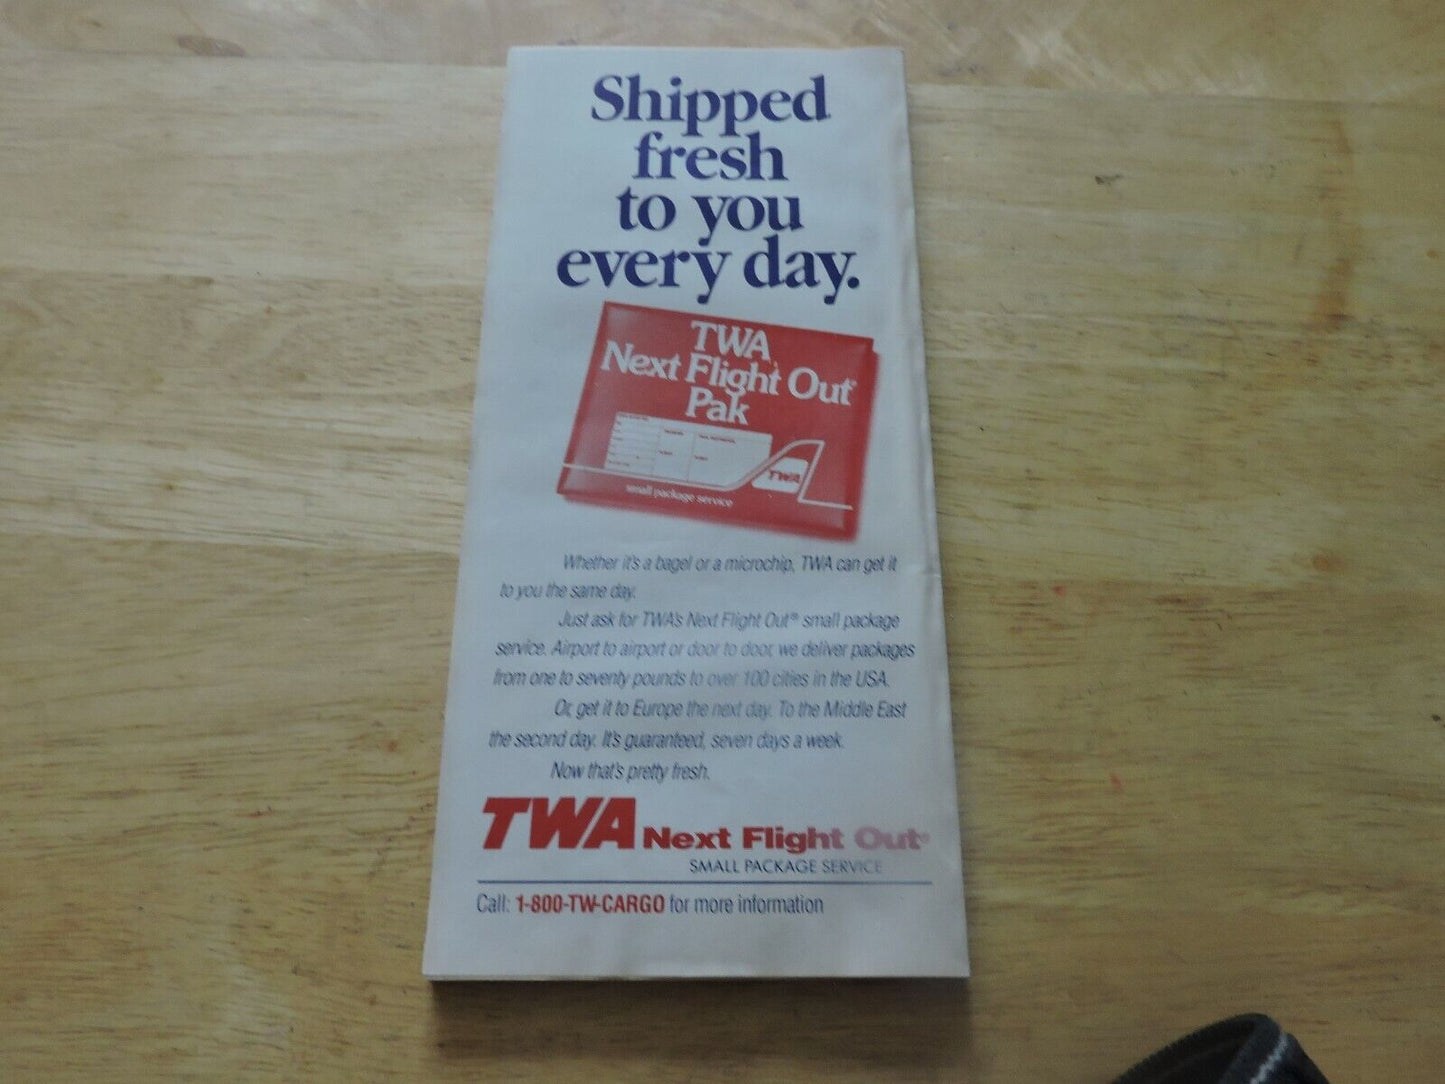 Shipped
fresh
to you
every day.
TWA
Next Flight Out
Pak
TWA
small package service
Whether it's a bagel or a microchip, TWA can get it
to you the same day.
Just ask for TWA's Next Flight Out® small package
service. Airport to airport or door to door, we deliver packages
from one to seventy pounds to over 100 cities in the USA.
Or, get it to Europe the next day. To the Middle East
the second day. It's guaranteed, seven days a week.
Now that's pretty fresh.
TWA Next Flight Out®
SMALL PACKAGE SERVICE
Call: 1-800-TW-CARGO for more information